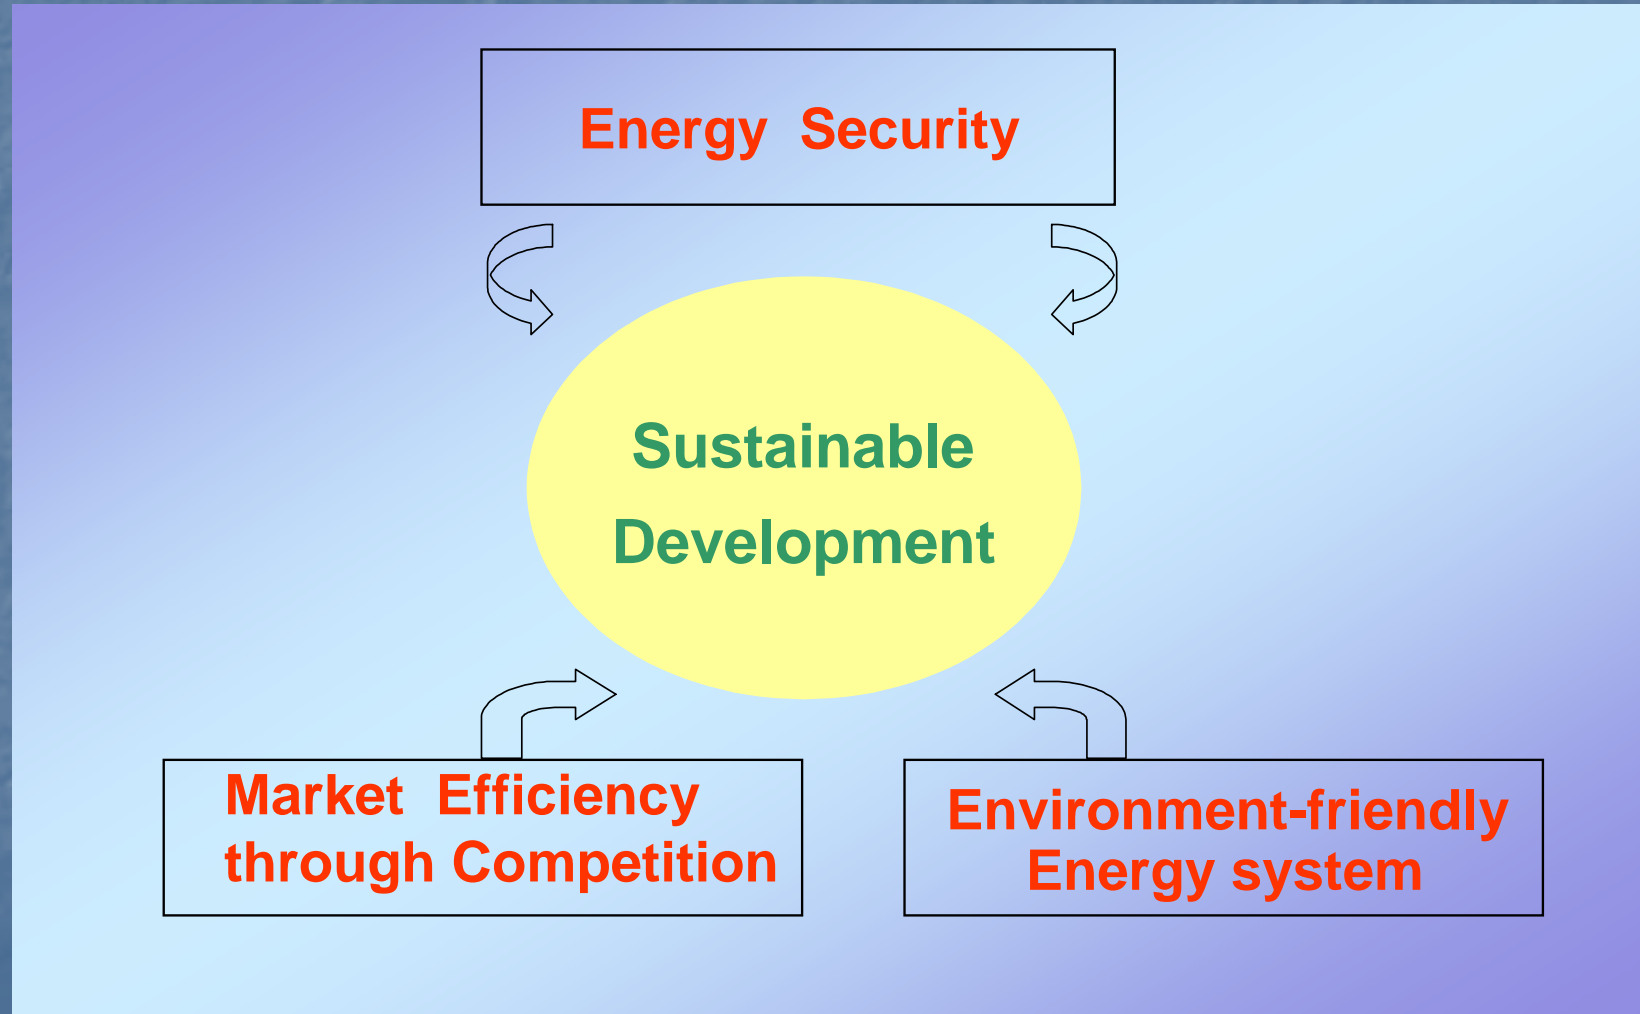 Energy Security
Sustainable
Development
Market Efficiency
through Competition
Environment-friendly
Energy system